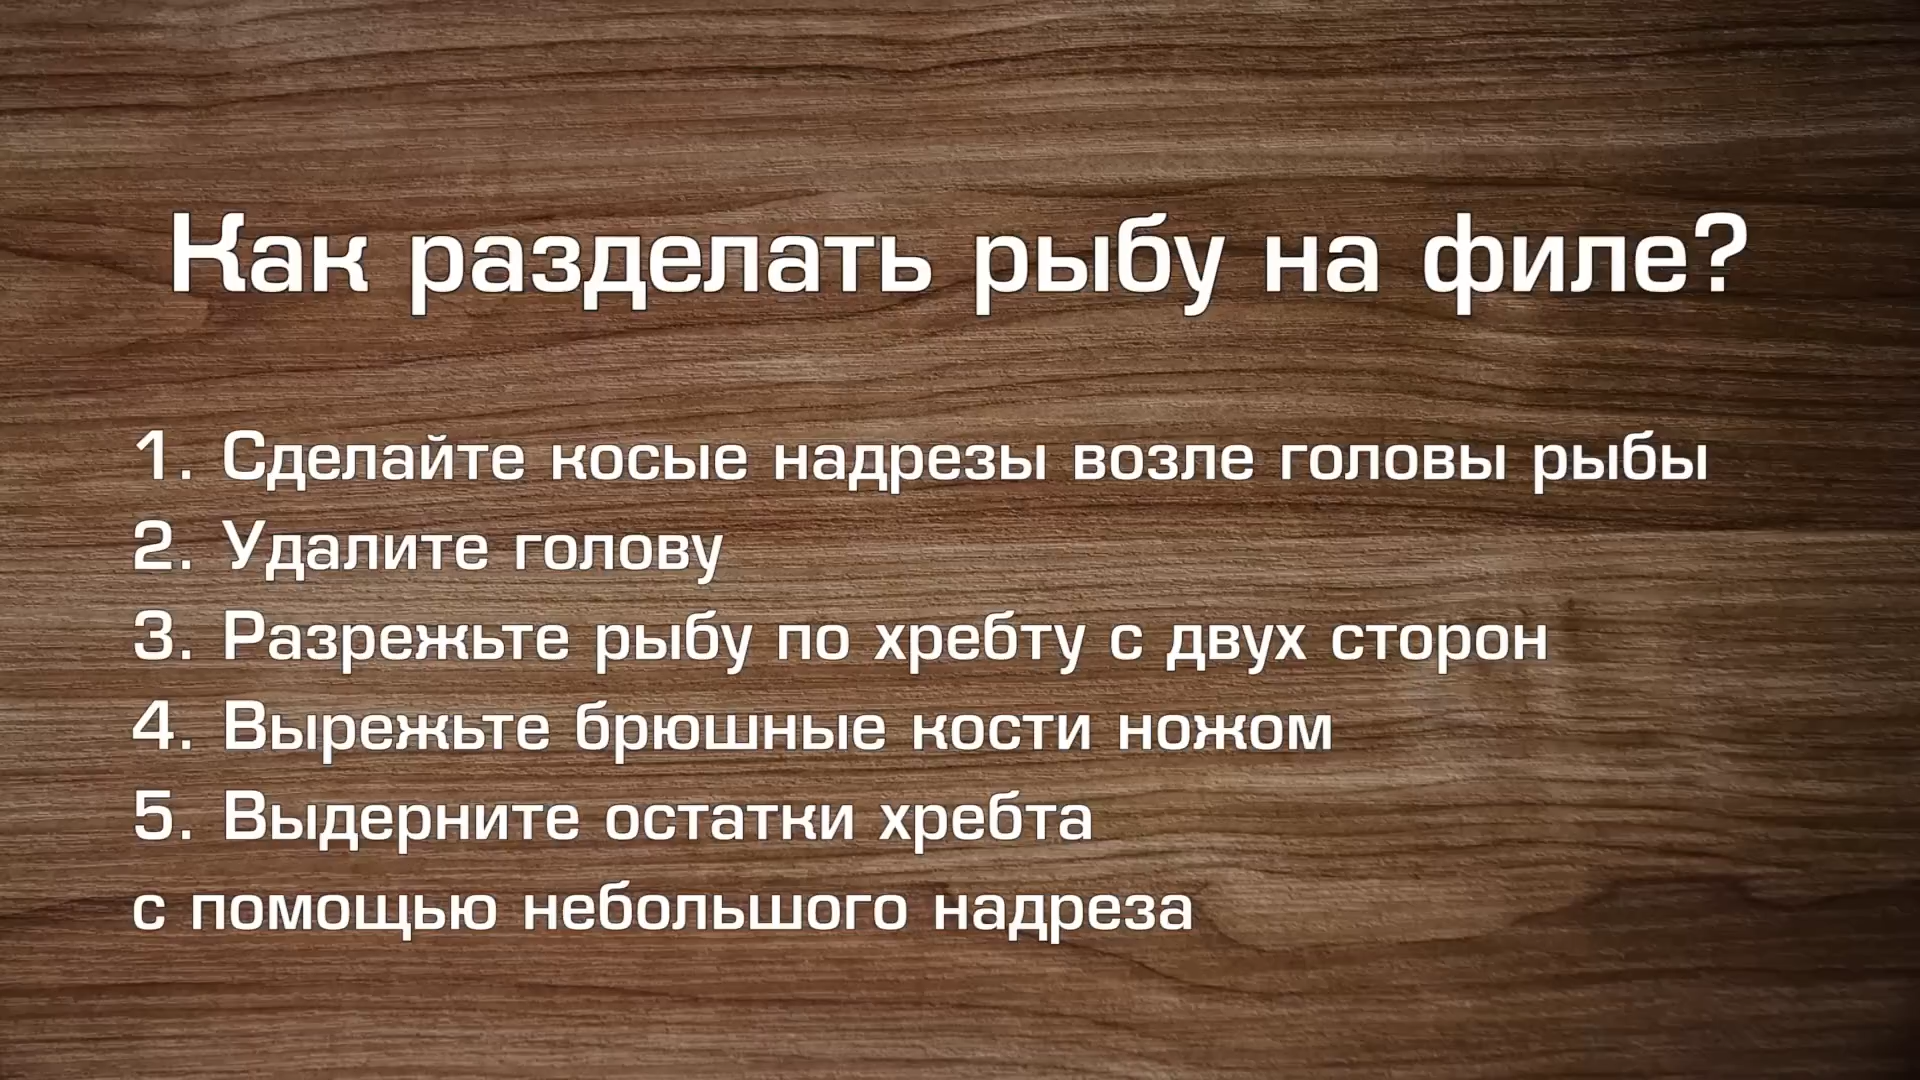 Как разделать рыбу на филе?
1. Сделайте косые надрезы возле головы рыбы
2. Удалите голову
3. Разрежьте рыбу по хребту с двух сторон
4. Вырежьте брюшные кости ножом
5. Выдерните остатки хребта
с помощью небольшого надреза